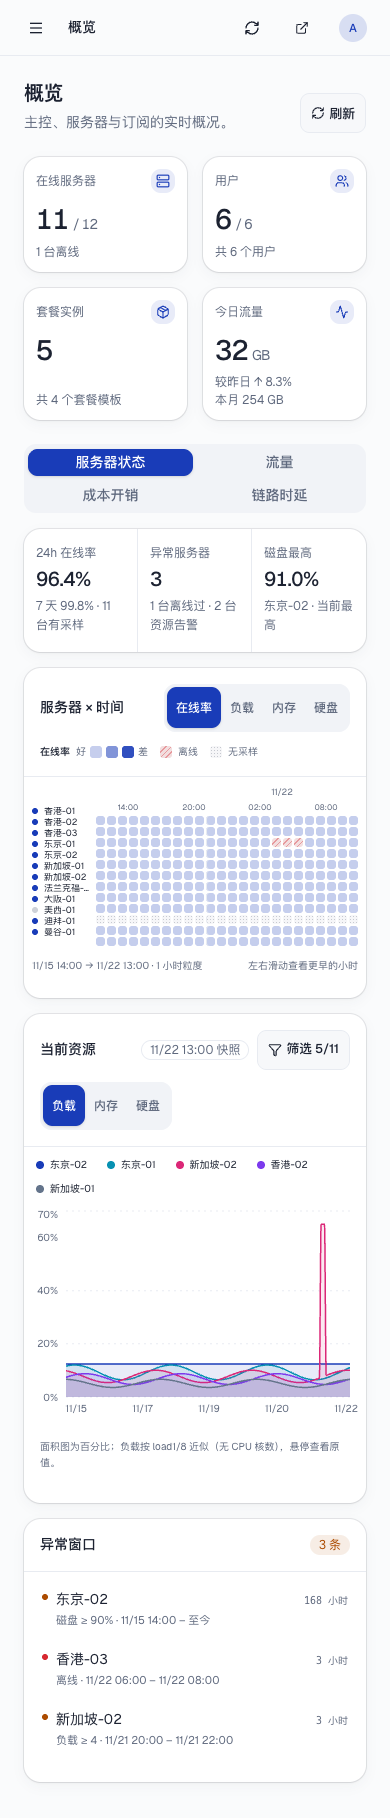 概览
A
概览
主控、服务器与订阅的实时概况。
刷新
在线服务器
11 / 12
1 台离线
用户
6 / 6
共 6 个用户
套餐实例
5
共 4 个套餐模板
今日流量
32 GB
较昨日 ↑ 8.3%
本月 254 GB
服务器状态
流量
成本开销
链路时延
24h 在线率
96.4%
7 天 99.8% · 11
台有采样
异常服务器
3
1 台离线过 · 2 台
资源告警
磁盘最高
91.0%
东京-02 · 当前最
高
服务器 × 时间
在线率 负载 内存 硬盘
在线率 好 差 离线 无采样
11/22
14:00 20:00 02:00 08:00
香港-01
香港-02
香港-03
东京-01
东京-02
新加坡-01
新加坡-02
法兰克福-...
大阪-01
美西-01
迪拜-01
曼谷-01
11/15 14:00 → 11/22 13:00 · 1 小时粒度
左右滑动查看更早的小时
当前资源
11/22 13:00 快照
筛选 5/11
负载 内存 硬盘
东京-02 东京-01 新加坡-02 香港-02
新加坡-01
70%
60%
40%
20%
0%
11/15 11/17 11/19 11/20 11/22
面积图为百分比；负载按 load1/8 近似（无 CPU 核数），悬停查看原
值。
异常窗口
3 条
东京-02
168 小时
磁盘 ≥ 90% · 11/15 14:00 – 至今
香港-03
3 小时
离线 · 11/22 06:00 – 11/22 08:00
新加坡-02
3 小时
负载 ≥ 4 · 11/21 20:00 – 11/21 22:00